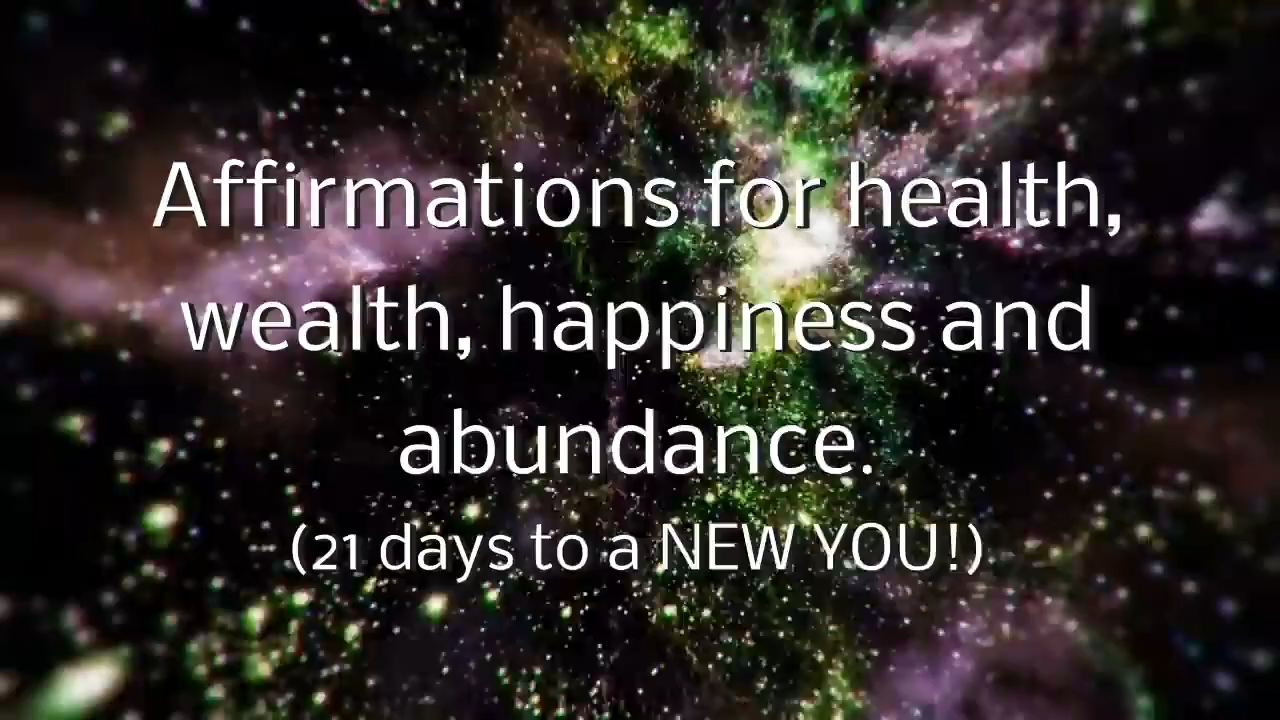 Affirmations for health,
wealth, happiness and
abundance.
(21 days to a NEW YOU!)